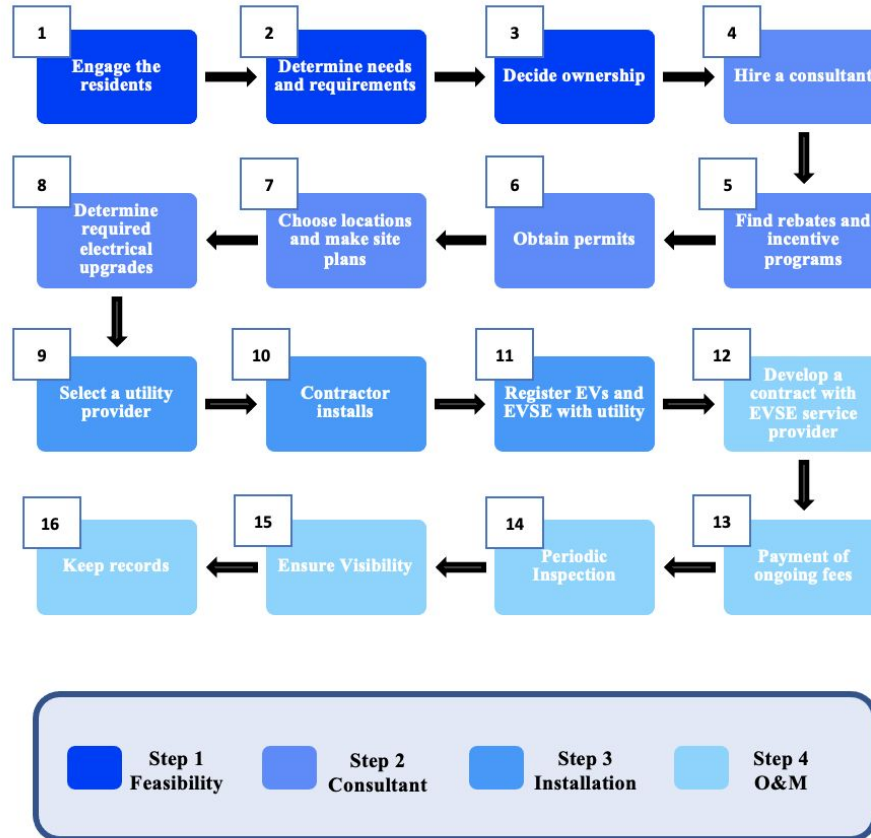 1
Engage the
residents
2
Determine needs
and requirements
3
Decide ownership
4
Hire a consultant
5
Find rebates and
incentive
programs
6
Obtain permits
7
Choose locations
and make site
plans
8
Determine
required
electrical
upgrades
9
Select a utility
provider
10
Contractor
installs
11
Register EVs and
EVSE with utility
12
Develop a
contract with
EVSE service
provider
13
Payment of
ongoing fees
14
Periodic
Inspection
15
Ensure Visibility
16
Keep records
Step 1
Feasibility
Step 2
Consultant
Step 3
Installation
Step 4
O&M